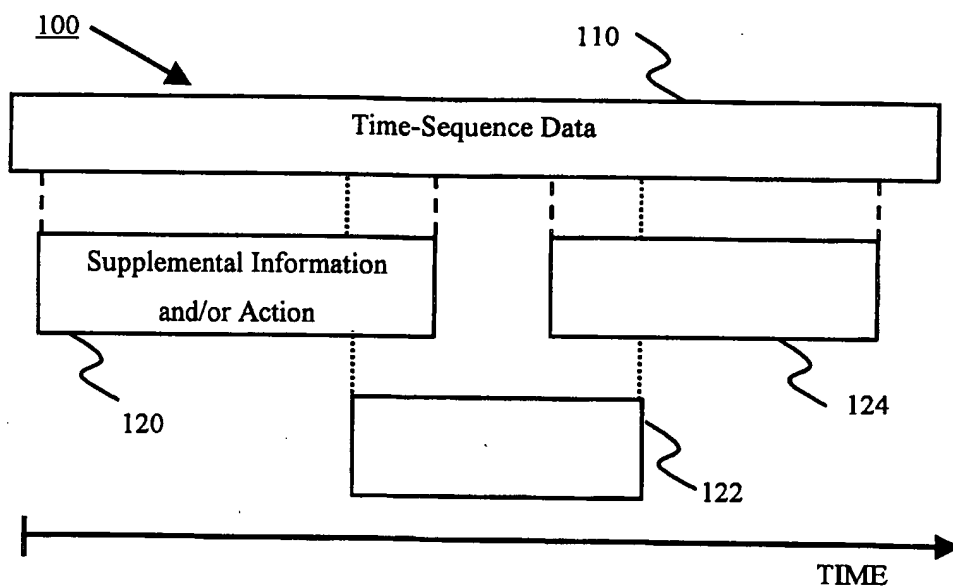 100
110
Time-Sequence Data
Supplemental Information
and/or Action
120
124
122
TIME